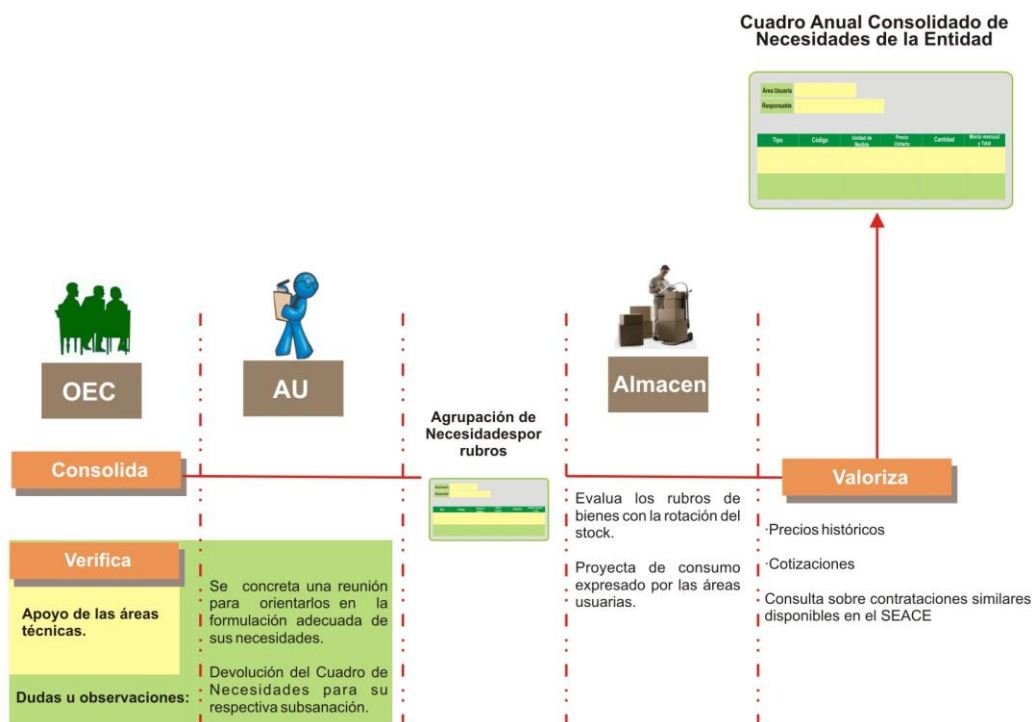 Cuadro Anual Consolidado de
Necesidades de la Entidad
Área Usuaria
Responsable
Tipo
Código
Unidad de
Medida
Precio
Unitario
Cantidad
Monto mensual
y Total
OEC
AU
Almacen
Agrupación de
Necesidadespor
rubros
Consolida
Valoriza
Evalua los rubros de
bienes con la rotación del
stock.
Proyecta de consumo
expresado por las áreas
usuarias.
·Precios históricos
·Cotizaciones
Consulta sobre contrataciones similares
disponibles en el SEACE
Verifica
Apoyo de las áreas
técnicas.
Dudas u observaciones:
Se concreta una reunión
para orientarlos en la
formulación adecuada de
sus necesidades.
Devolución del Cuadro de
Necesidades para su
respectiva subsanación.